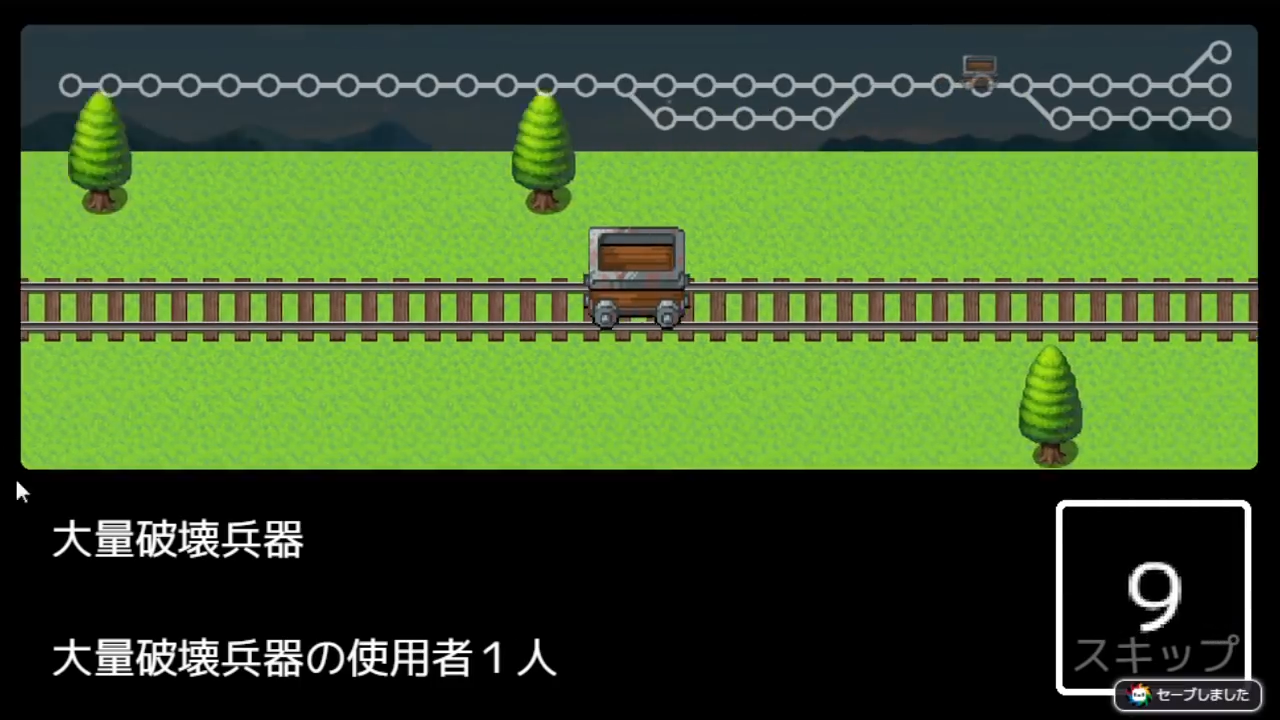 大量破壊兵器
大量破壊兵器の使用者１人
9
スキップ
セーブしました